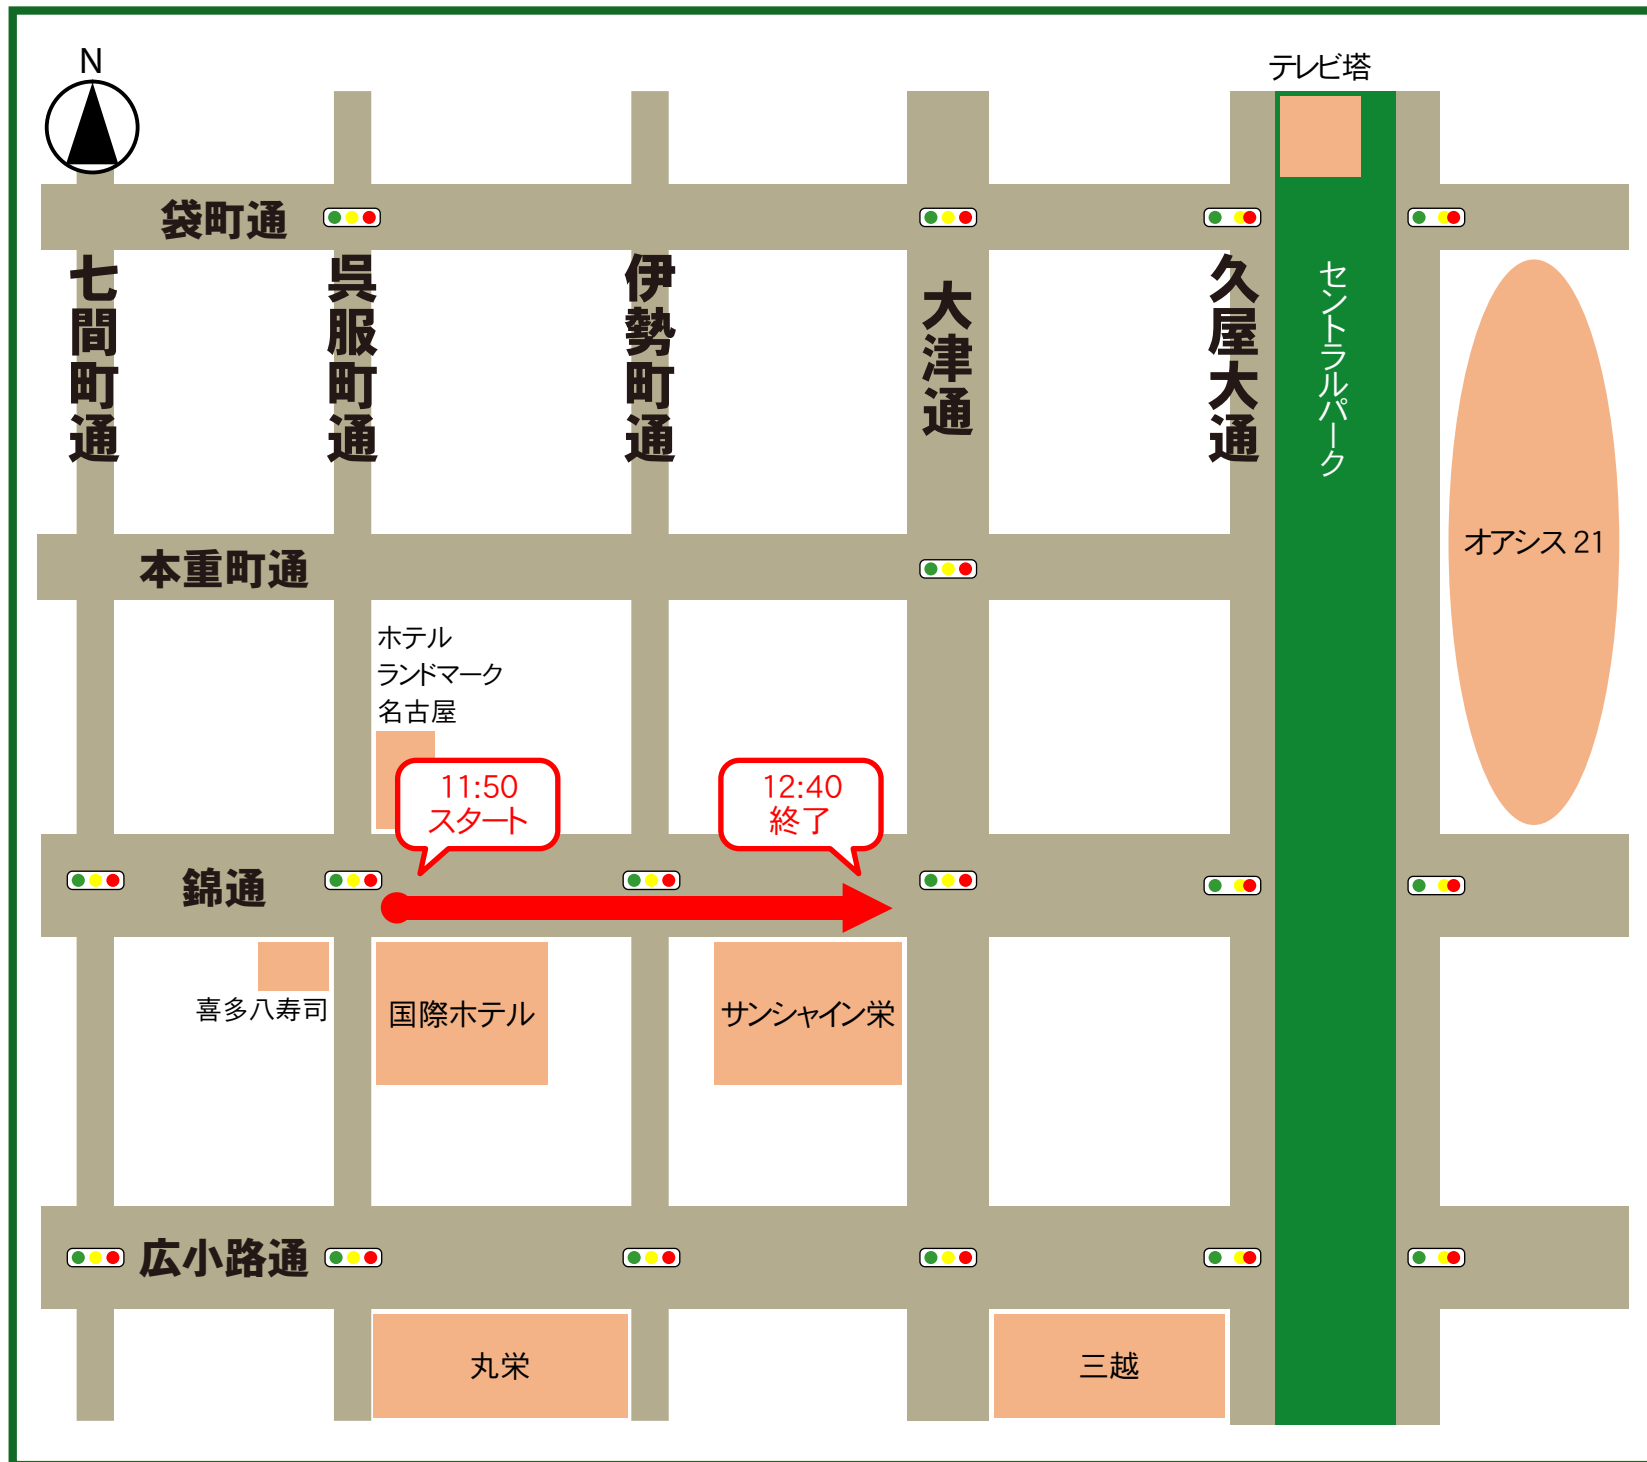 N
テレビ塔
袋町通
七間町通
呉服町通
伊勢町通
大津通
久屋大通
セントラルパーク
オアシス21
本重町通
ホテル
ランドマーク
名古屋
11:50
スタート
12:40
終了
錦通
喜多八寿司
国際ホテル
サンシャイン栄
広小路通
丸栄
三越